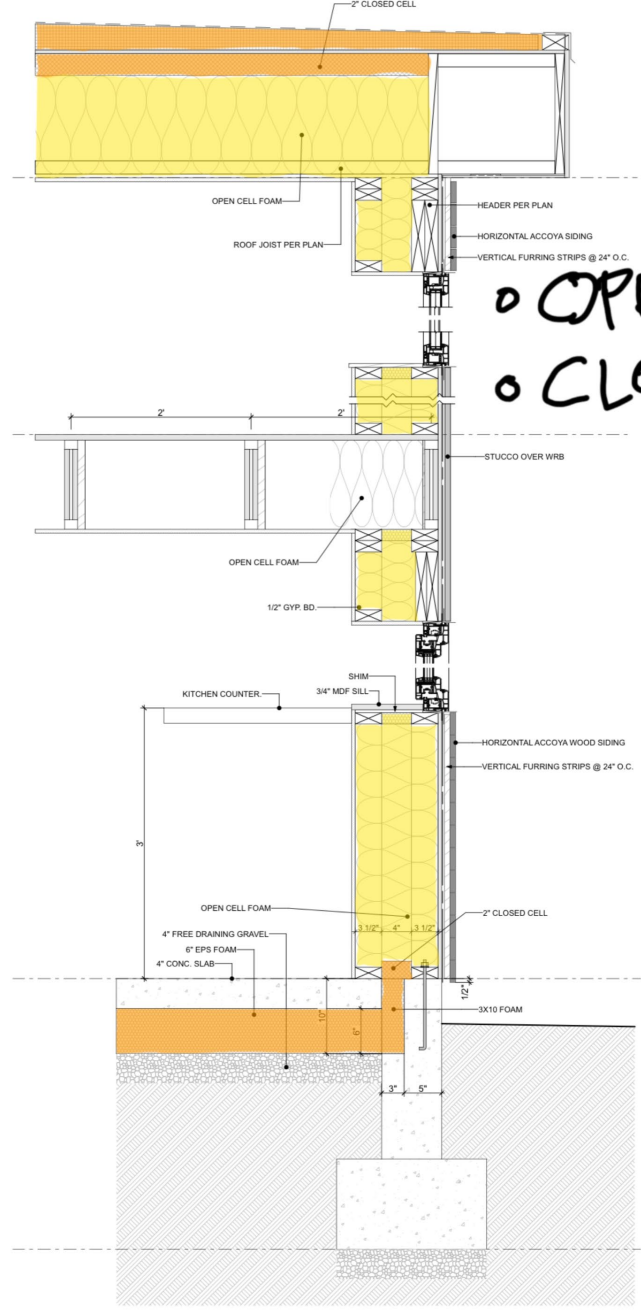 2" CLOSED CELL
OPEN CELL FOAM
HEADER PER PLAN
HORIZONTAL ACCOYA SIDING
ROOF JOIST PER PLAN
VERTICAL FURRING STRIPS @ 24" O.C.
2'
2'
STUCCO OVER WRB
OPEN CELL FOAM
1/2" GYP. BD.
SHIM
3/4" MDF SILL
KITCHEN COUNTER.
HORIZONTAL ACCOYA WOOD SIDING
VERTICAL FURRING STRIPS @ 24" O.C.
3'
OPEN CELL FOAM
2" CLOSED CELL
3 1/2"
4"
3 1/2"
4" FREE DRAINING GRAVEL
6" EPS FOAM
4" CONC. SLAB
1/2"
10"
6"
3X10 FOAM
3"
5"